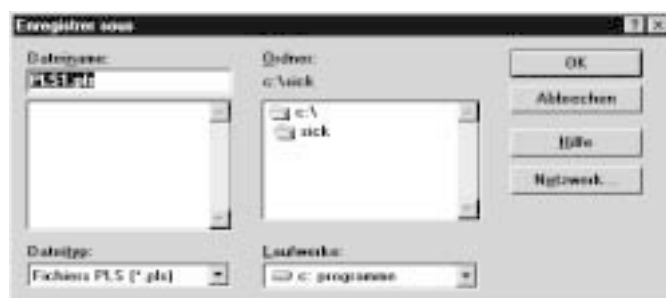 Enregistrer sous
Dateiname:
PLS1.pls
Ordner:
c:\sick
c:\
sick
OK
Abbrechen
Hilfe
Netzwerk...
Dateityp:
Fichiers PLS (*.pls)
Laufwerke:
c: programme